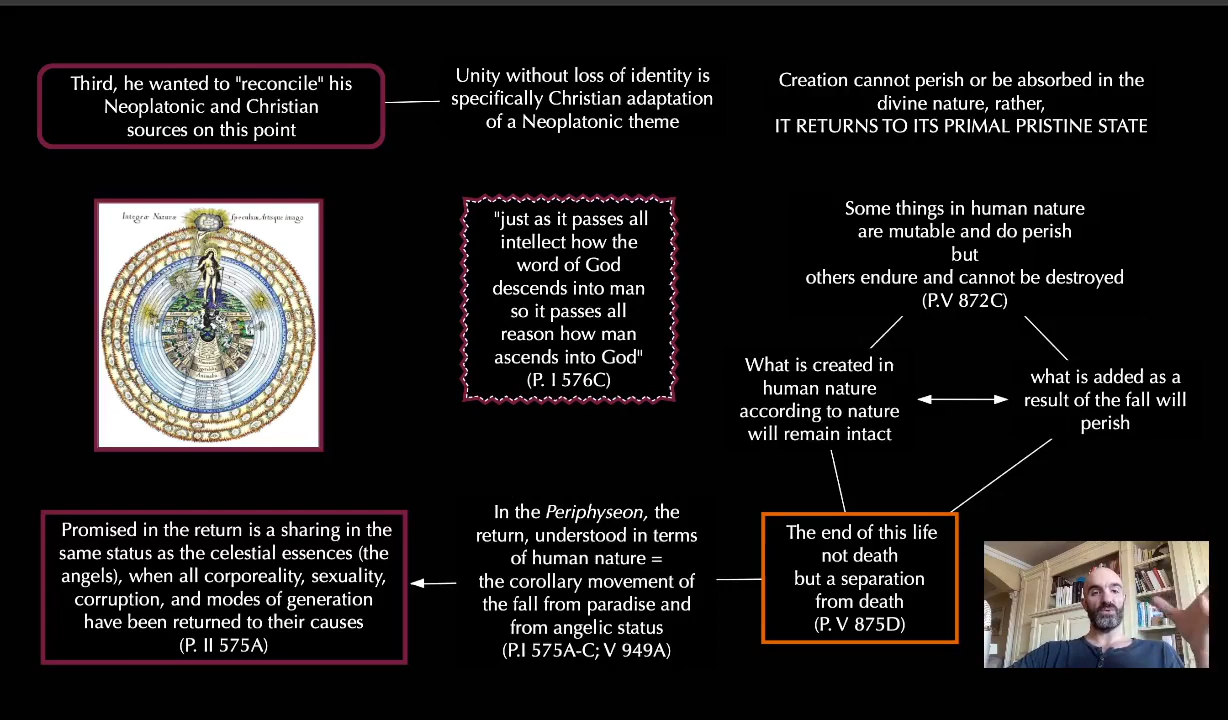 Third, he wanted to "reconcile" his
Neoplatonic and Christian
sources on this point
Unity without loss of identity is
specifically Christian adaptation
of a Neoplatonic theme
Creation cannot perish or be absorbed in the
divine nature, rather,
IT RETURNS TO ITS PRIMAL PRISTINE STATE
Integræ Naturæ
Speculum Artisque imago
"just as it passes all
intellect how the
word of God
descends into man
so it passes all
reason how man
ascends into God"
(P. I 576C)
Some things in human nature
are mutable and do perish
but
others endure and cannot be destroyed
(P.V 872C)
What is created in
human nature
according to nature
will remain intact
what is added as a
result of the fall will
perish
Promised in the return is a sharing in the
same status as the celestial essences (the
angels), when all corporeality, sexuality,
corruption, and modes of generation
have been returned to their causes
(P. II 575A)
In the Periphyseon, the
return, understood in terms
of human nature =
the corollary movement of
the fall from paradise and
from angelic status
(P.I 575A-C; V 949A)
The end of this life
not death
but a separation
from death
(P. V 875D)